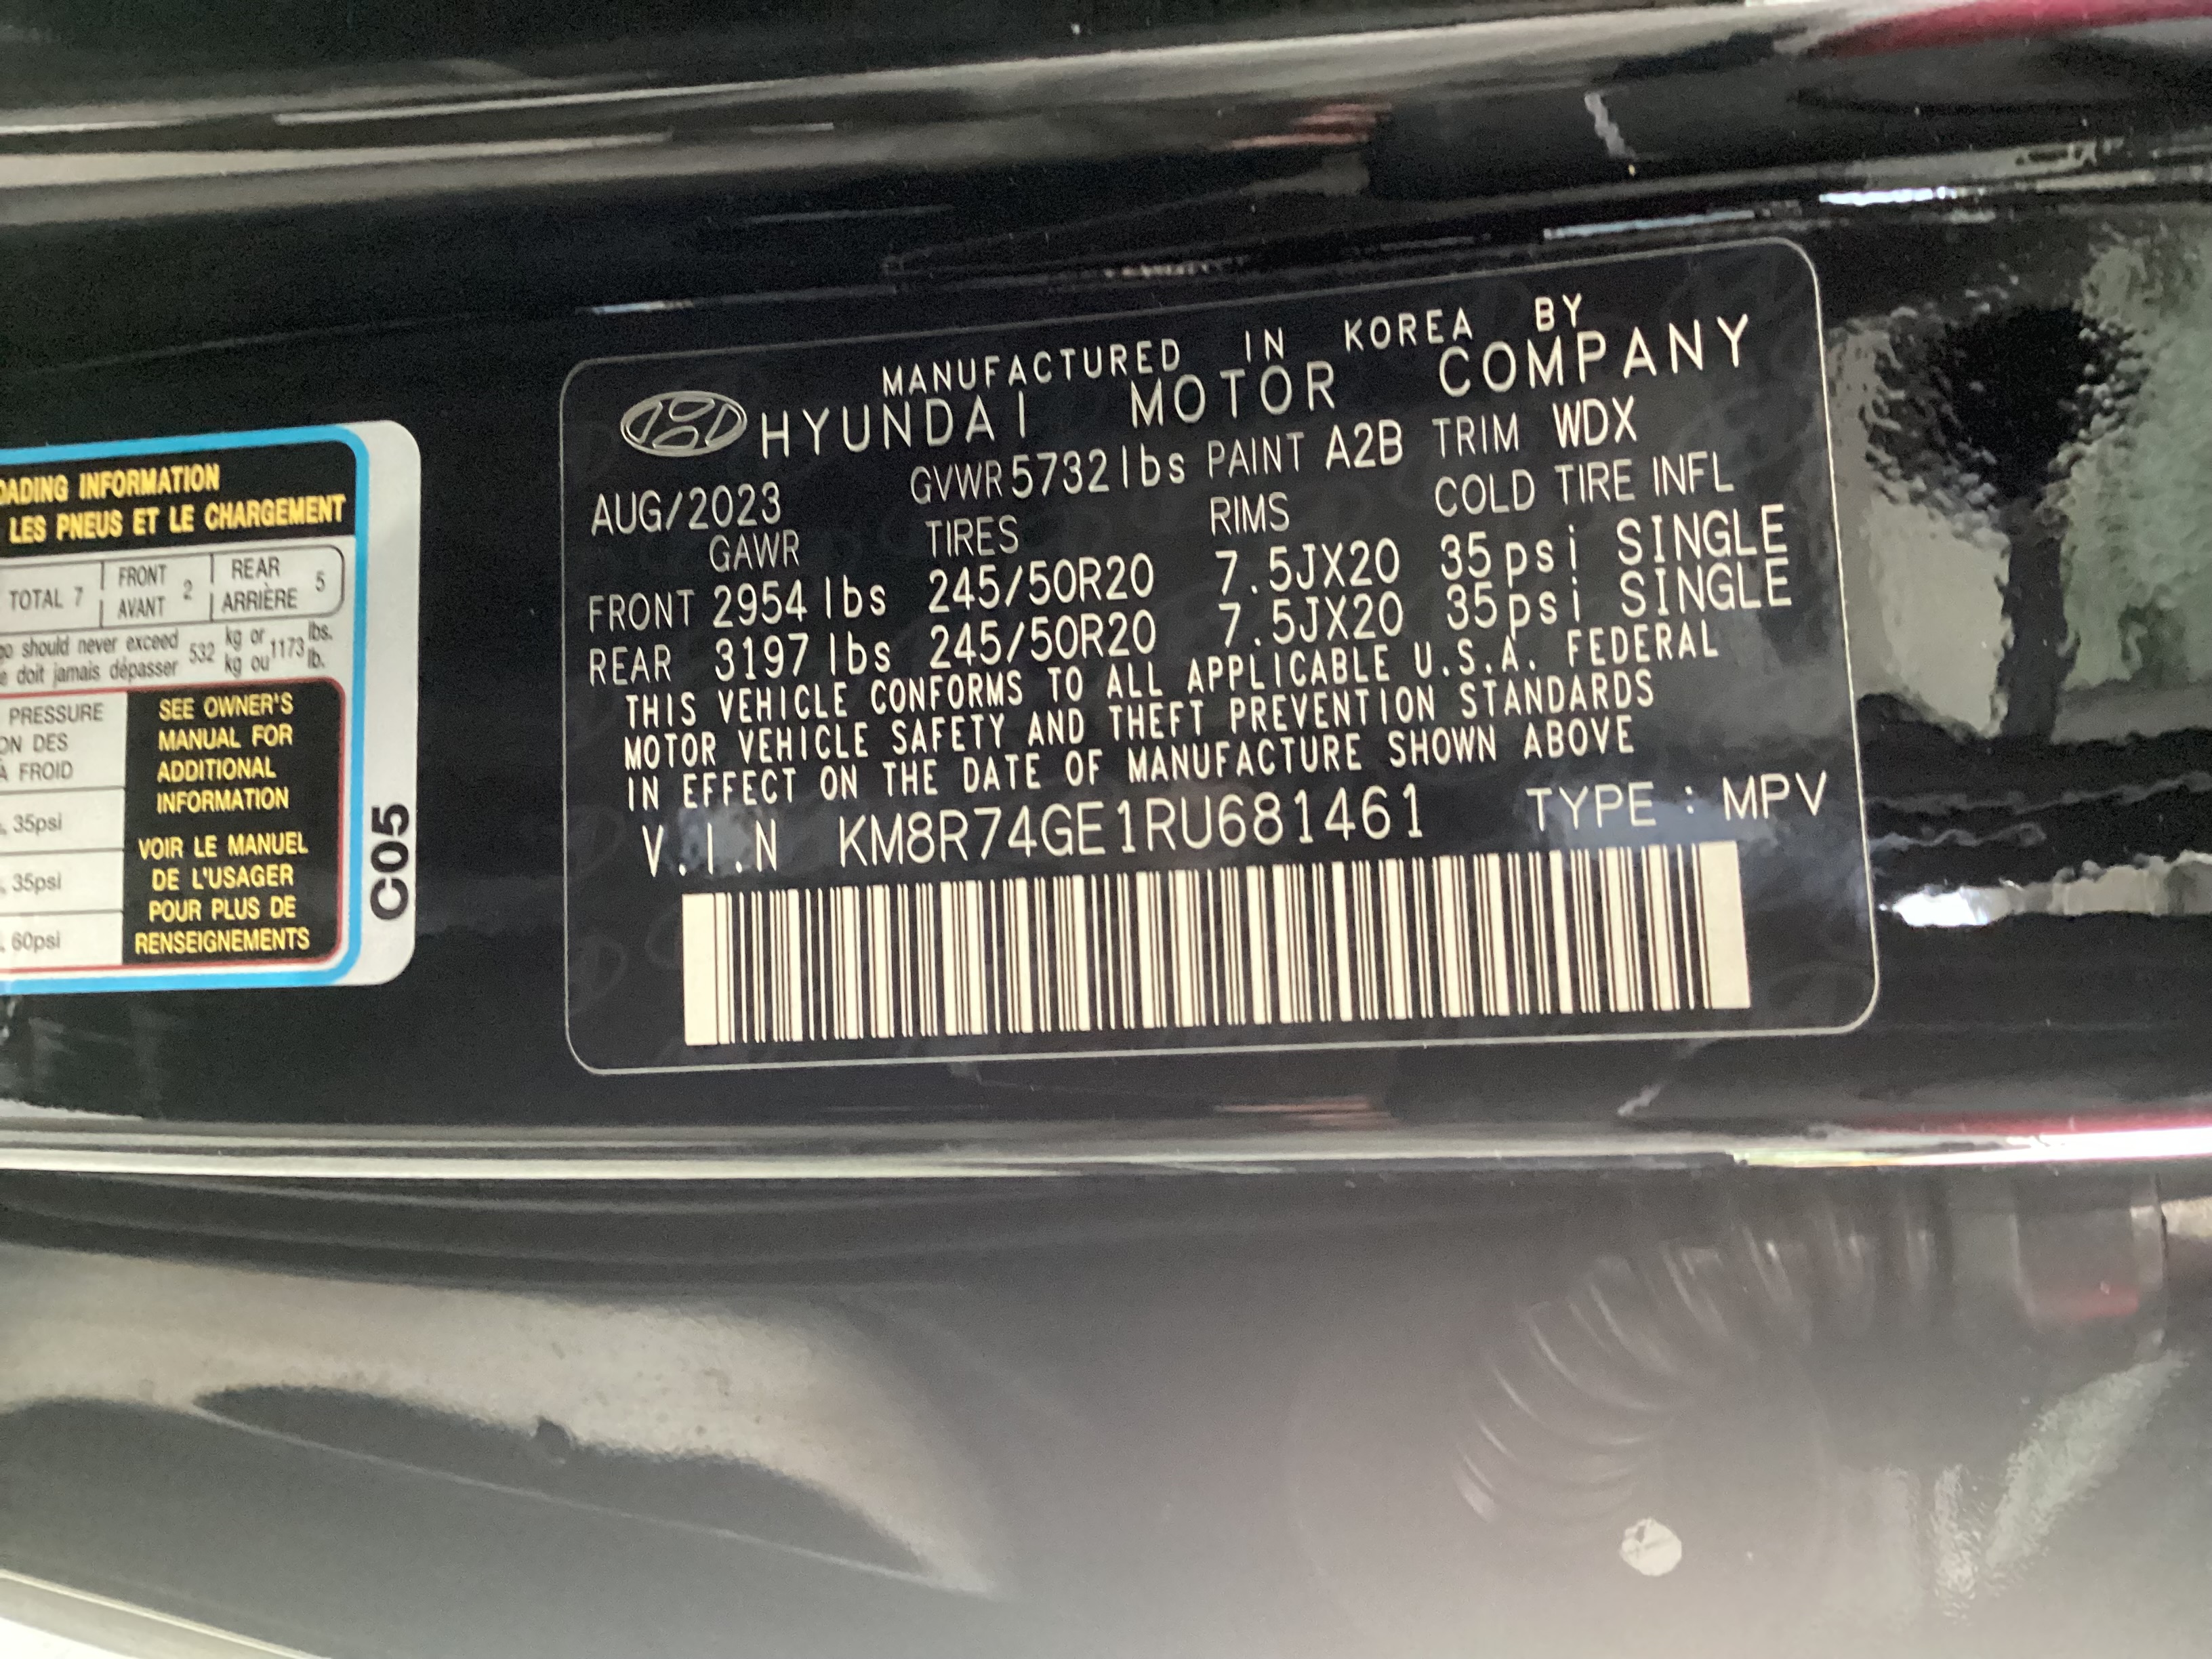 OADING INFORMATION
LES PNEUS ET LE CHARGEMENT
TOTAL 7 FRONT AVANT 2 REAR ARRIÈRE 5
should never exceed 532 kg or 1173 lbs.
doit jamais dépasser kg ou lb.
PRESSURE
ON DES
À FROID
35psi
35psi
60psi
SEE OWNER'S
MANUAL FOR
ADDITIONAL
INFORMATION
VOIR LE MANUEL
DE L'USAGER
POUR PLUS DE
RENSEIGNEMENTS
C05
MANUFACTURED IN KOREA BY
HYUNDAI MOTOR COMPANY
AUG/2023 GVWR 5732lbs PAINT A2B TRIM WDX
GAWR TIRES RIMS COLD TIRE INFL
FRONT 2954 lbs 245/50R20 7.5JX20 35psi SINGLE
REAR 3197 lbs 245/50R20 7.5JX20 35psi SINGLE
THIS VEHICLE CONFORMS TO ALL APPLICABLE U.S.A. FEDERAL
MOTOR VEHICLE SAFETY AND THEFT PREVENTION STANDARDS
IN EFFECT ON THE DATE OF MANUFACTURE SHOWN ABOVE
V.I.N KM8R74GE1RU681461 TYPE : MPV